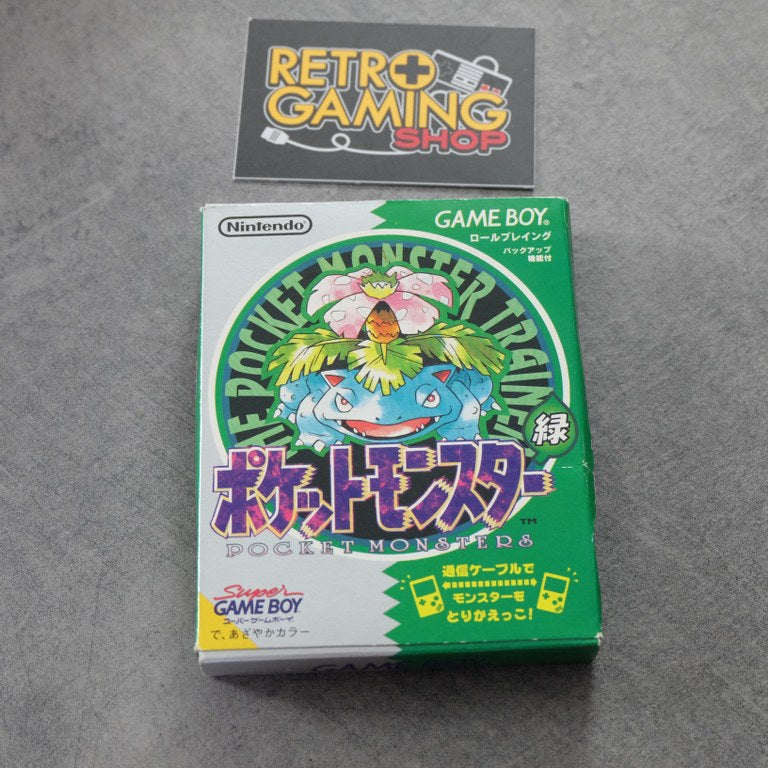 RETRO
GAMING
SHOP
Nintendo
GAME BOY
ロールプレイング
バックアップ
機能付
THE POCKET MONSTER TRAINER
緑
ポケットモンスター
TM
POCKET MONSTERS
通信ケーブルで
モンスターを
とりかえっこ!
Super
GAME BOY
スーパーゲームボーイ
で、あざやかカラー
GAME BOY